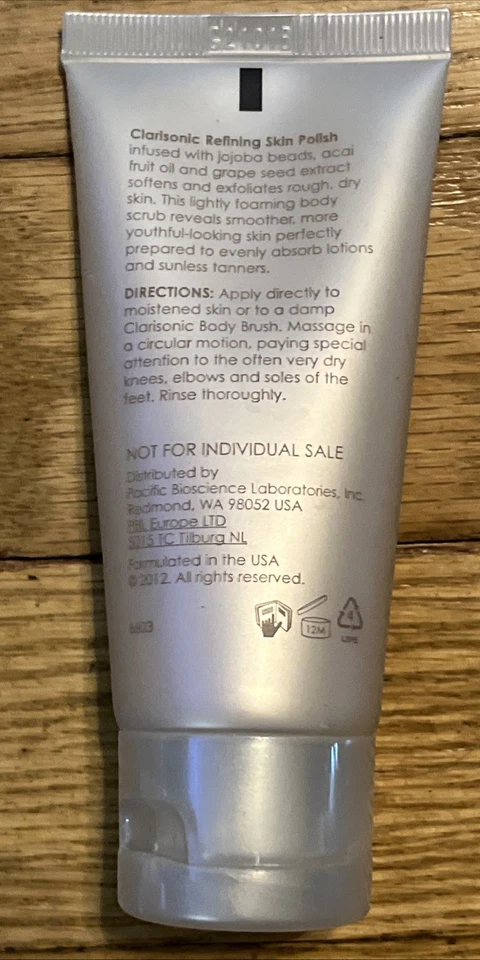 Clarisonic Refining Skin Polish
infused with jojoba beads, acai
fruit oil and grape seed extract
softens and exfoliates rough, dry
skin. This lightly foaming body
scrub reveals smoother, more
youthful-looking skin perfectly
prepared to evenly absorb lotions
and sunless tanners.
DIRECTIONS: Apply directly to
moistened skin or to a damp
Clarisonic Body Brush. Massage in
a circular motion, paying special
attention to the often very dry
knees, elbows and soles of the
feet. Rinse thoroughly.
NOT FOR INDIVIDUAL SALE
Distributed by
Pacific Bioscience Laboratories, Inc.
Redmond, WA 98052 USA
PBL Europe LTD
5015 TC Tilburg NL
Formulated in the USA
©2012. All rights reserved.
12M
4
LDPE